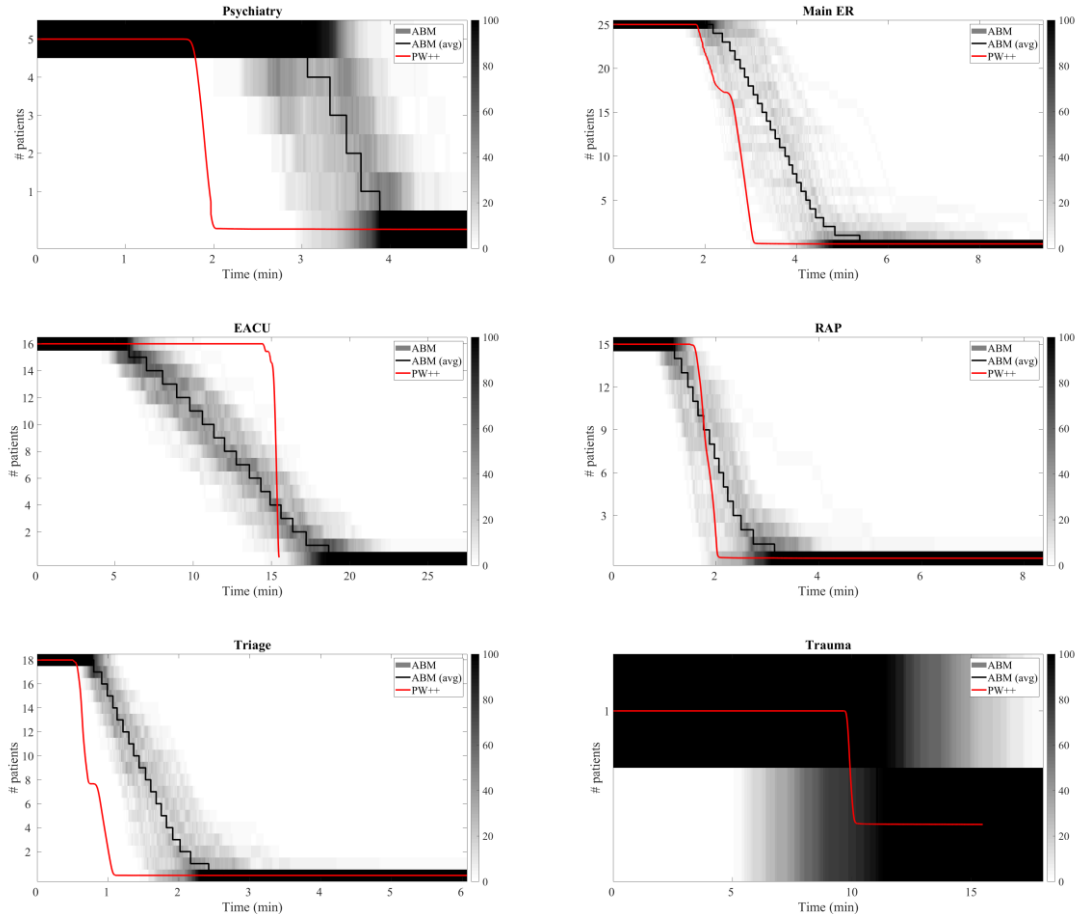 Psychiatry
ABM
ABM (avg)
PW++
5
4
3
2
1
# patients
0
1
2
3
4
Time (min)
100
80
60
40
20
0
Main ER
ABM
ABM (avg)
PW++
25
20
15
10
5
# patients
0
2
4
6
8
Time (min)
100
80
60
40
20
0
EACU
ABM
ABM (avg)
PW++
16
14
12
10
8
6
4
2
# patients
0
5
10
15
20
25
Time (min)
100
80
60
40
20
0
RAP
ABM
ABM (avg)
PW++
15
12
9
6
3
# patients
0
2
4
6
8
Time (min)
100
80
60
40
20
0
Triage
ABM
ABM (avg)
PW++
18
16
14
12
10
8
6
4
2
# patients
0
1
2
3
4
5
6
Time (min)
100
80
60
40
20
0
Trauma
ABM
ABM (avg)
PW++
1
# patients
0
5
10
15
Time (min)
100
80
60
40
20
0